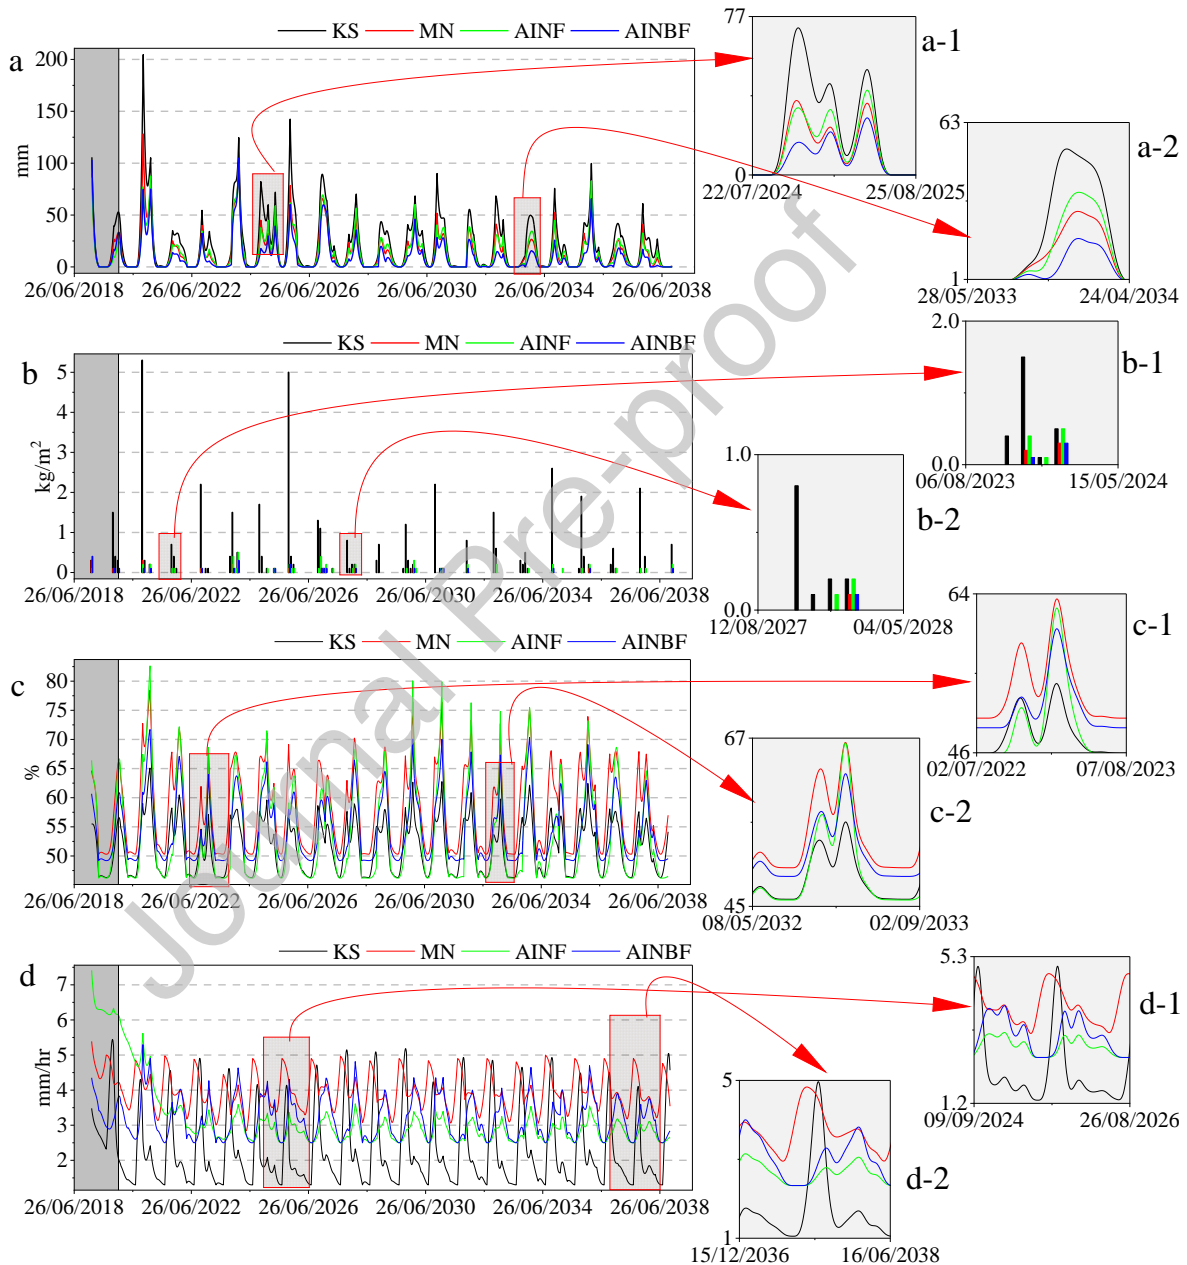 a
KS MN AINF AINBF
200
150
100
50
0
mm
26/06/2018 26/06/2022 26/06/2026 26/06/2030 26/06/2034 26/06/2038
77
a-1
0
22/07/2024 25/08/2025
63
a-2
1
28/05/2033 24/04/2034
b
KS MN AINF AINBF
5
4
3
2
1
0
kg/m²
26/06/2018 26/06/2022 26/06/2026 26/06/2030 26/06/2034 26/06/2038
2.0
b-1
0.0
06/08/2023 15/05/2024
1.0
b-2
0.0
12/08/2027 04/05/2028
c
KS MN AINF AINBF
80
75
70
65
60
55
50
%
26/06/2018 26/06/2022 26/06/2026 26/06/2030 26/06/2034 26/06/2038
64
c-1
46
02/07/2022 07/08/2023
67
c-2
45
08/05/2032 02/09/2033
d
KS MN AINF AINBF
7
6
5
4
3
2
mm/hr
26/06/2018 26/06/2022 26/06/2026 26/06/2030 26/06/2034 26/06/2038
5.3
d-1
1.2
09/09/2024 26/08/2026
5
d-2
1
15/12/2036 16/06/2038
Journal Pre-proof